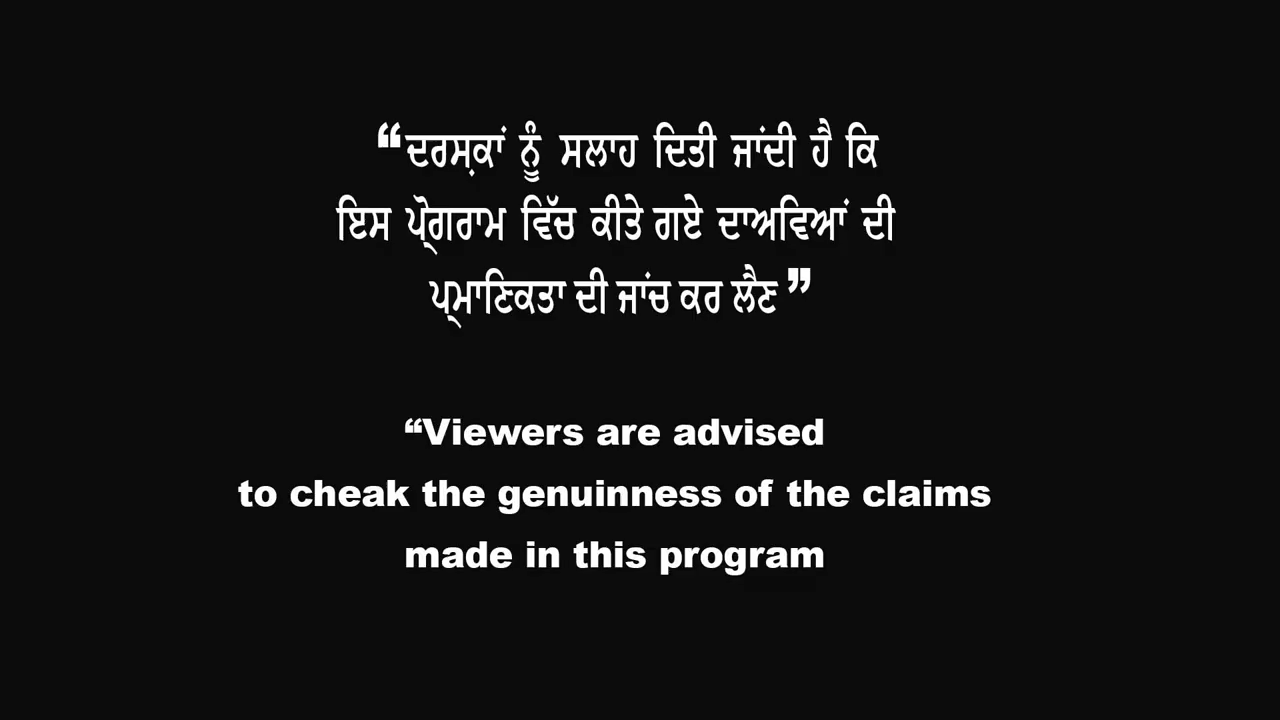 “ਦਰਸ਼ਕਾਂ ਨੂੰ ਸਲਾਹ ਦਿਤੀ ਜਾਂਦੀ ਹੈ ਕਿ
ਇਸ ਪ੍ਰੋਗਰਾਮ ਵਿੱਚ ਕੀਤੇ ਗਏ ਦਾਅਵਿਆਂ ਦੀ
ਪ੍ਰਮਾਣਿਕਤਾ ਦੀ ਜਾਂਚ ਕਰ ਲੈਣ”
“Viewers are advised
to cheak the genuinness of the claims
made in this program